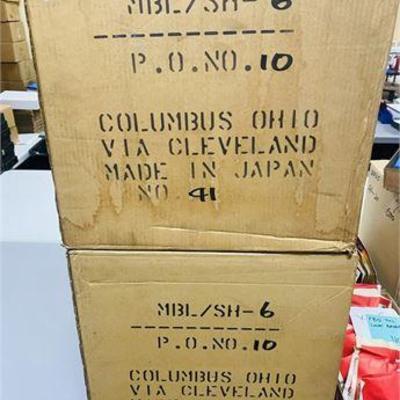 MBL/SH-6
P.O.NO.10
COLUMBUS OHIO
VIA CLEVELAND
MADE IN JAPAN
NO. 41
MBL/SH-6
P.O.NO.10
COLUMBUS OHIO
VIA CLEVELAND